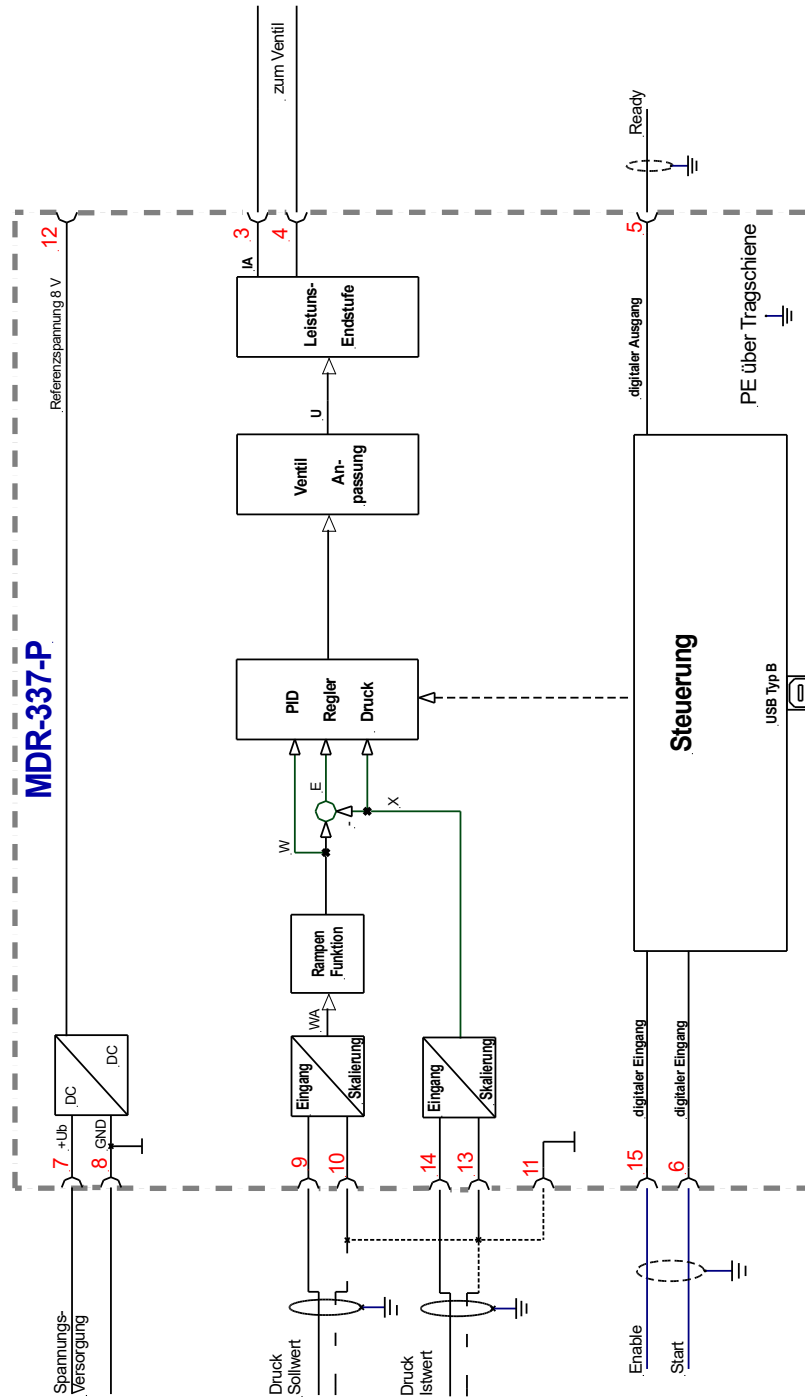 MDR-337-P
Spannungs-
Versorgung
7
+Ub
8
GND
DC
DC
Referenzspannung 8 V
12
Druck
Sollwert
9
10
Eingang
Skalierung
WA
Rampen
Funktion
W
E
-
X
PID
Regler
Druck
Ventil
An-
passung
U
Leistuns-
Endstufe
IA
3
4
zum Ventil
Druck
Istwert
14
13
Eingang
Skalierung
11
Enable
Start
15
6
digitaler Eingang
digitaler Eingang
Steuerung
USB Typ B
digitaler Ausgang
5
Ready
PE über Tragschiene